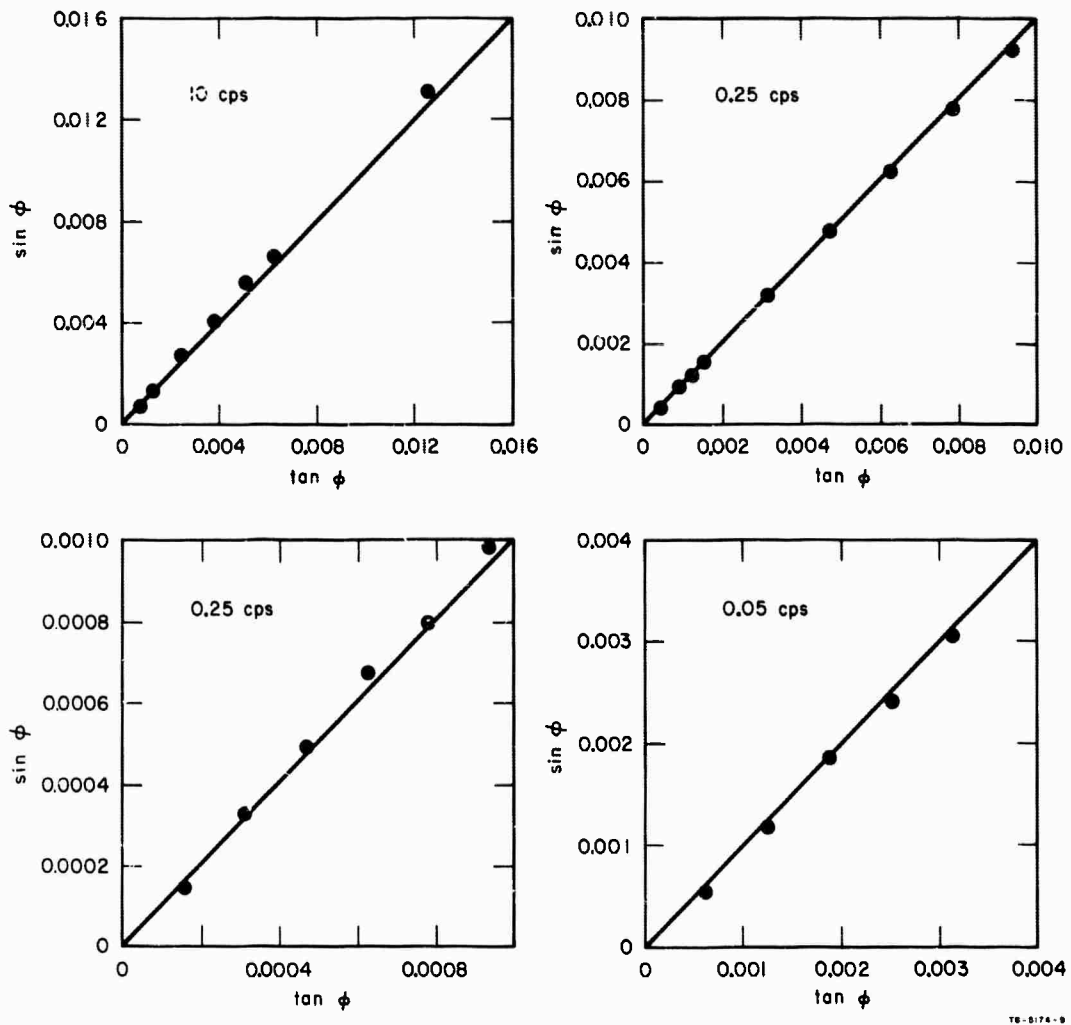 0.016
0.012
0.008
0.004
0
10 cps
sin ϕ
0 0.004 0.008 0.012 0.016
tan ϕ
0.010
0.008
0.006
0.004
0.002
0
0.25 cps
sin ϕ
0 0.002 0.004 0.006 0.008 0.010
tan ϕ
0.0010
0.0008
0.0006
0.0004
0.0002
0
0.25 cps
sin ϕ
0 0.0004 0.0008
tan ϕ
0.004
0.003
0.002
0.001
0
0.05 cps
sin ϕ
0 0.001 0.002 0.003 0.004
tan ϕ
TB-5174-9